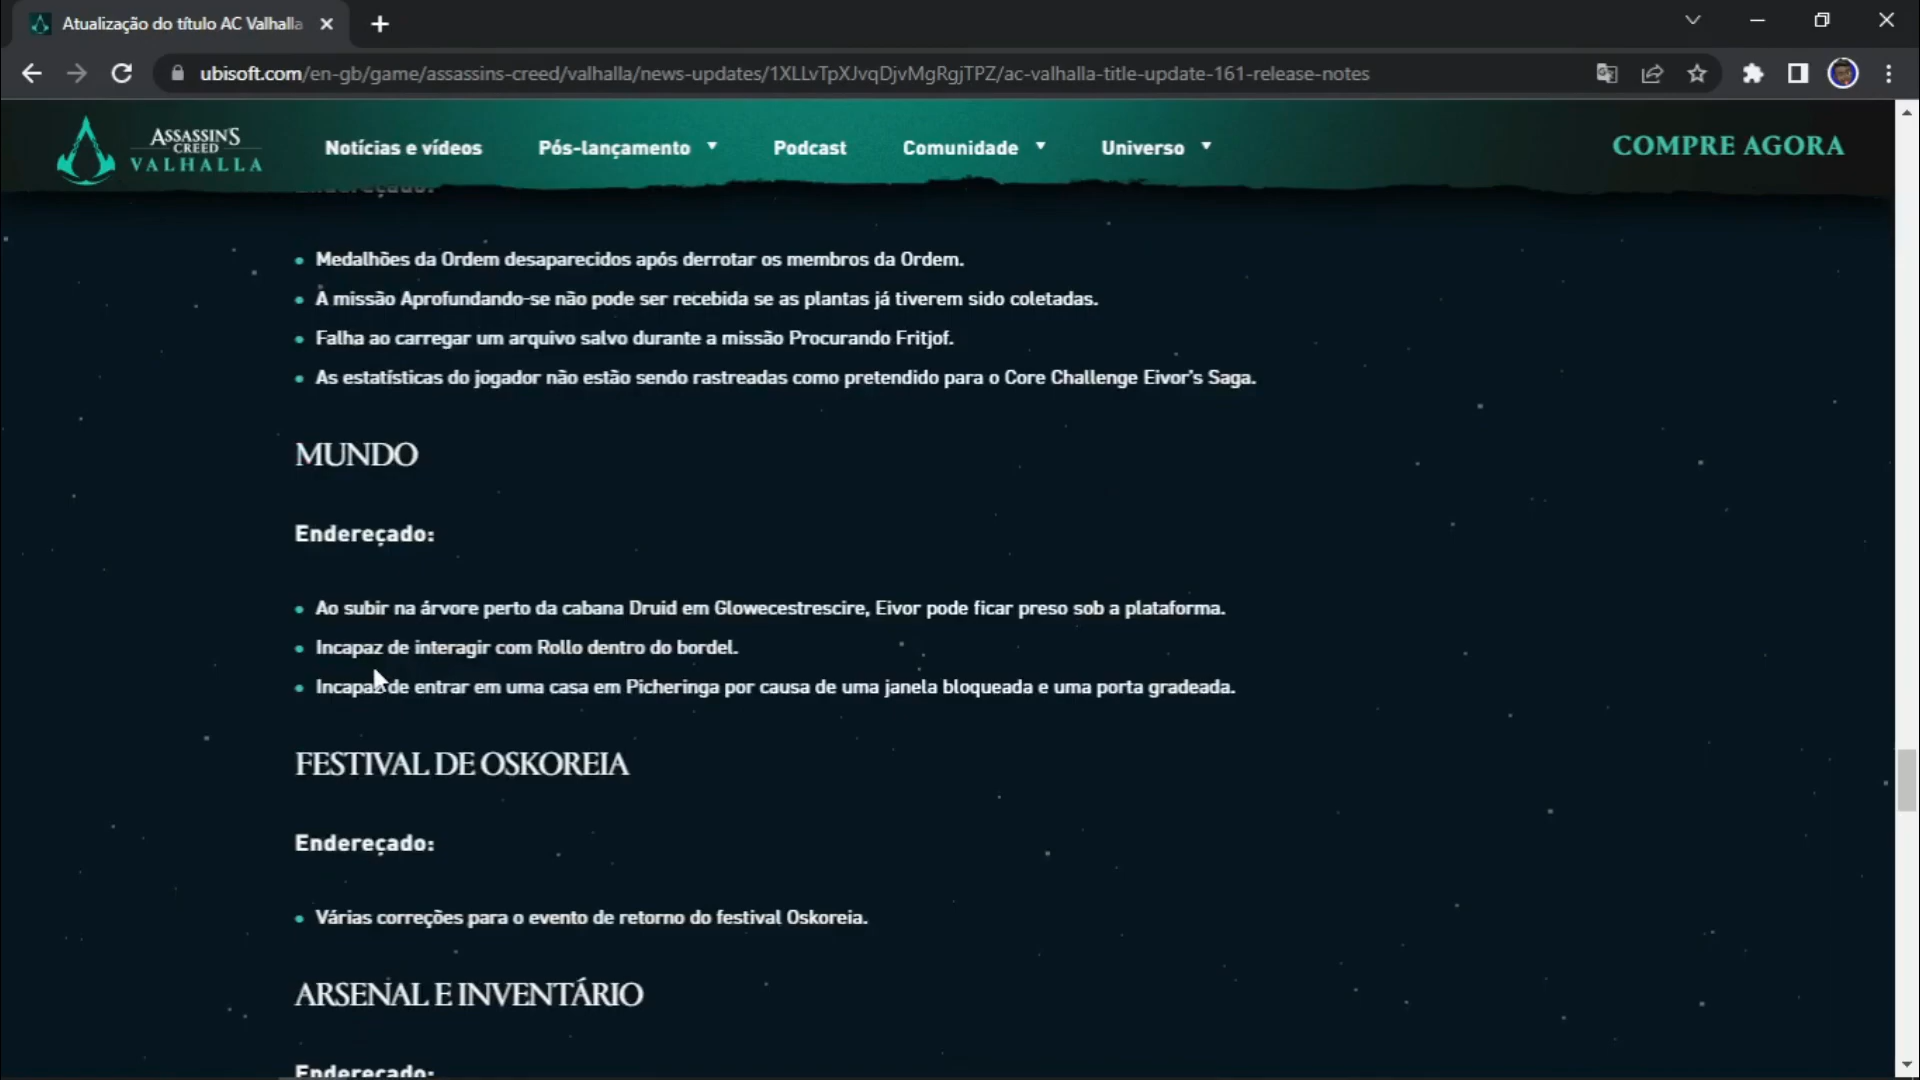 Atualização do título AC Valhalla
ubisoft.com/en-gb/game/assassins-creed/valhalla/news-updates/1XLLvTpXJvqDjvMgRgjTPZ/ac-valhalla-title-update-161-release-notes
ASSASSIN'S
CREED
VALHALLA
Notícias e vídeos
Pós-lançamento
Podcast
Comunidade
Universo
COMPRE AGORA
Endereçado:
Medalhões da Ordem desaparecidos após derrotar os membros da Ordem.
A missão Aprofundando-se não pode ser recebida se as plantas já tiverem sido coletadas.
Falha ao carregar um arquivo salvo durante a missão Procurando Fritjof.
As estatísticas do jogador não estão sendo rastreadas como pretendido para o Core Challenge Eivor's Saga.
MUNDO
Endereçado:
Ao subir na árvore perto da cabana Druid em Glowecestrescire, Eivor pode ficar preso sob a plataforma.
Incapaz de interagir com Rollo dentro do bordel.
Incapaz de entrar em uma casa em Picheringa por causa de uma janela bloqueada e uma porta gradeada.
FESTIVAL DE OSKOREIA
Endereçado:
Várias correções para o evento de retorno do festival Oskoreia.
ARSENAL E INVENTÁRIO
Endereçado: